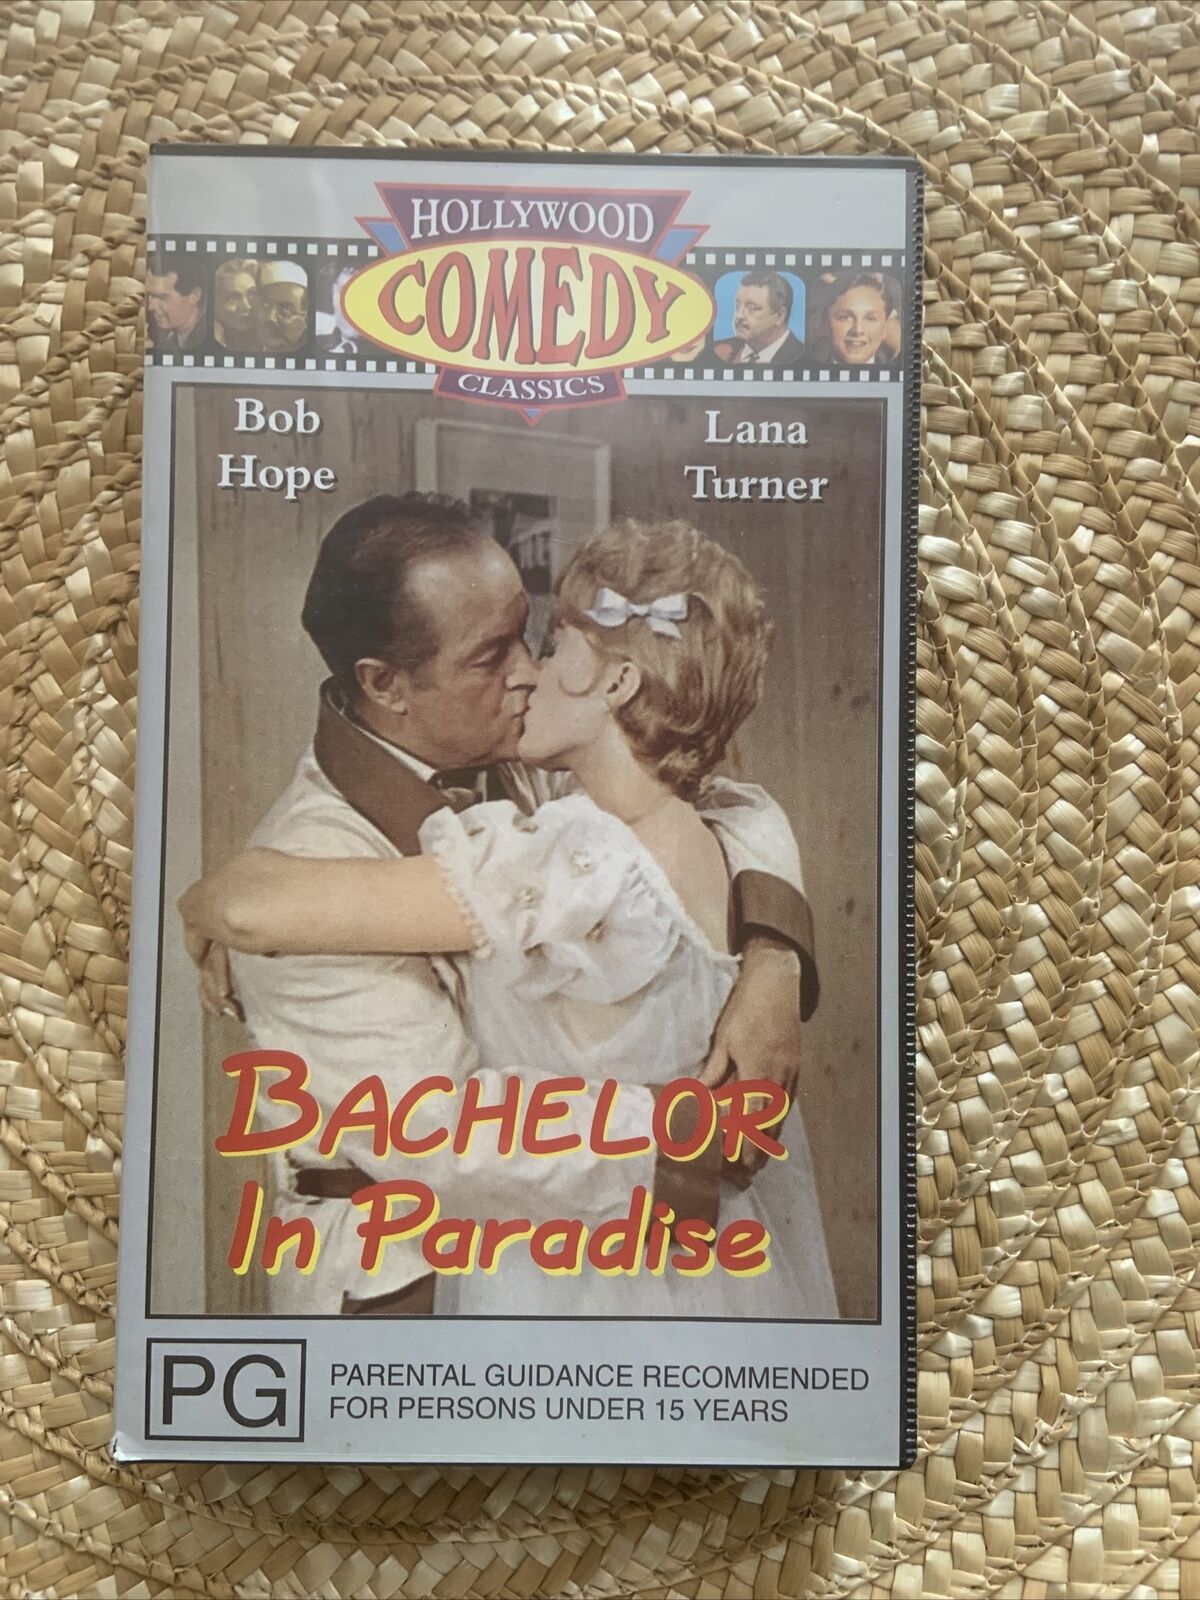 HOLLYWOOD
COMEDY
CLASSICS
Bob
Hope
Lana
Turner
BACHELOR
In Paradise
PG
PARENTAL GUIDANCE RECOMMENDED
FOR PERSONS UNDER 15 YEARS